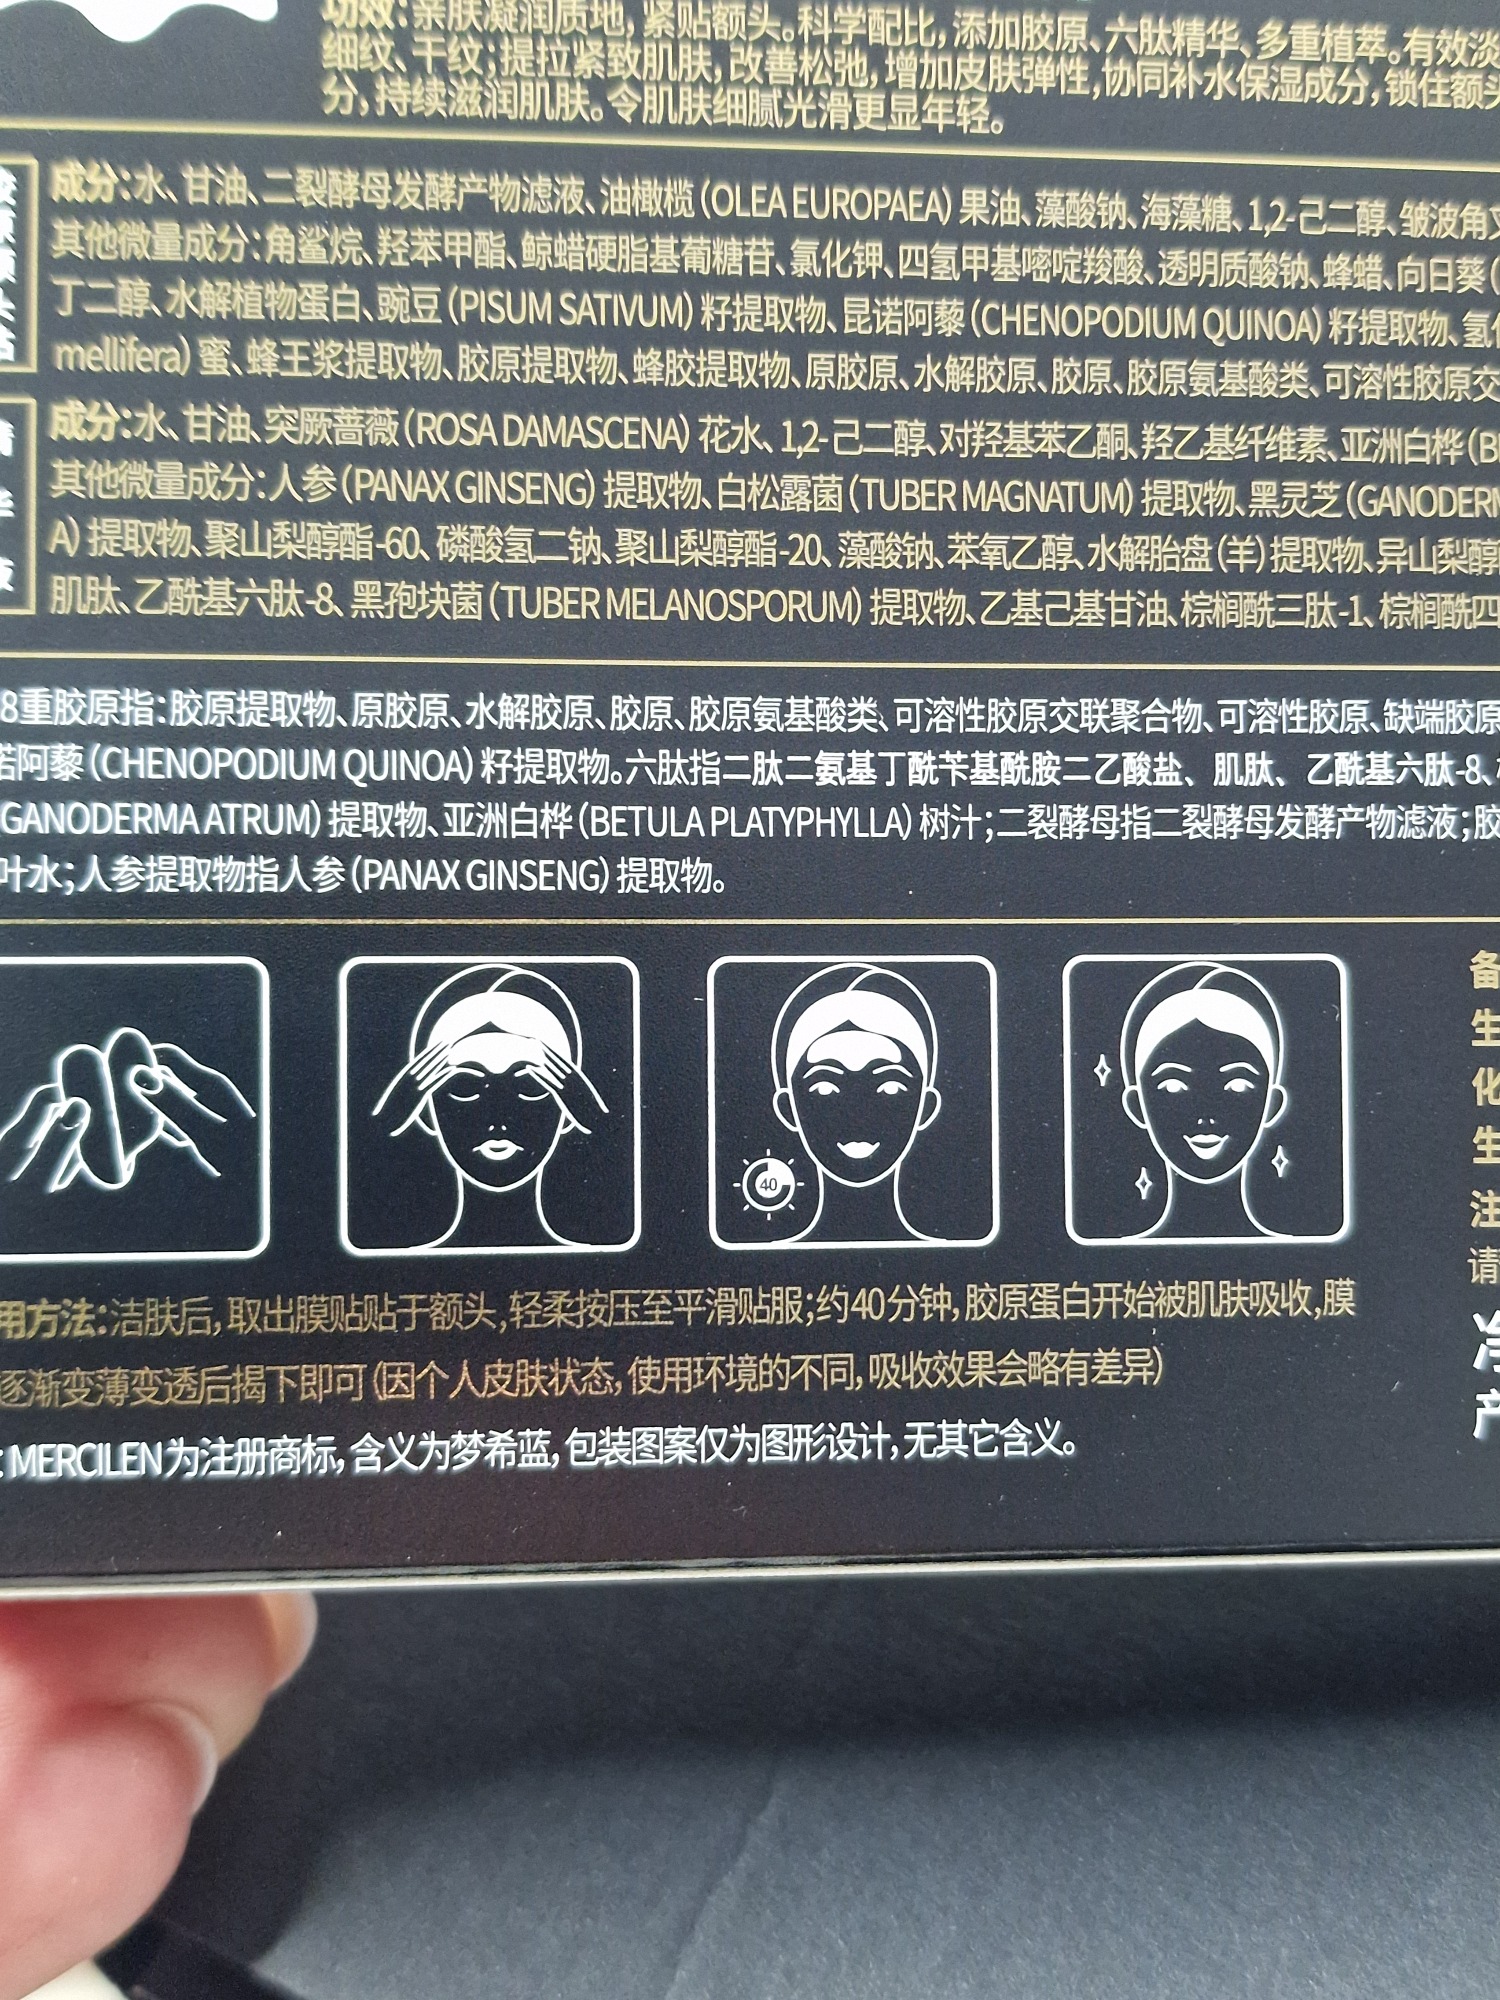 功效：亲肤凝润质地，紧贴额头。科学配比，添加胶原、六肽精华、多重植萃。有效淡
细纹、干纹；提拉紧致肌肤，改善松弛，增加皮肤弹性，协同补水保湿成分，锁住额头
分，持续滋润肌肤。令肌肤细腻光滑更显年轻。
成分：水、甘油、二裂酵母发酵产物滤液、油橄榄（OLEA EUROPAEA）果油、藻酸钠、海藻糖、1,2-己二醇、皱波角叉
其他微量成分：角鲨烷、羟苯甲酯、鲸蜡硬脂基葡糖苷、氯化钾、四氢甲基嘧啶羧酸、透明质酸钠、蜂蜡、向日葵（
丁二醇、水解植物蛋白、豌豆（PISUM SATIVUM）籽提取物、昆诺阿藜（CHENOPODIUM QUINOA）籽提取物、氢化
mellifera）蜜、蜂王浆提取物、胶原提取物、蜂胶提取物、原胶原、水解胶原、胶原、胶原氨基酸类、可溶性胶原交
精华液
成分：水、甘油、突厥蔷薇（ROSA DAMASCENA）花水、1,2-己二醇、对羟基苯乙酮、羟乙基纤维素、亚洲白桦（BE
其他微量成分：人参（PANAX GINSENG）提取物、白松露菌（TUBER MAGNATUM）提取物、黑灵芝（GANODERM
A）提取物、聚山梨醇酯-60、磷酸氢二钠、聚山梨醇酯-20、藻酸钠、苯氧乙醇、水解胎盘（羊）提取物、异山梨醇
肌肽、乙酰基六肽-8、黑孢块菌（TUBER MELANOSPORUM）提取物、乙基己基甘油、棕榈酰三肽-1、棕榈酰四
8重胶原指：胶原提取物、原胶原、水解胶原、胶原、胶原氨基酸类、可溶性胶原交联聚合物、可溶性胶原、缺端胶原
诺阿藜（CHENOPODIUM QUINOA）籽提取物。六肽指二肽二氨基丁酰苄基酰胺二乙酸盐、肌肽、乙酰基六肽-8、
（GANODERMA ATRUM）提取物、亚洲白桦（BETULA PLATYPHYLLA）树汁；二裂酵母指二裂酵母发酵产物滤液；胶
叶水；人参提取物指人参（PANAX GINSENG）提取物。
40
用方法：洁肤后，取出膜贴贴于额头，轻柔按压至平滑贴服；约40分钟，胶原蛋白开始被肌肤吸收，膜
逐渐变薄变透后揭下即可（因个人皮肤状态，使用环境的不同，吸收效果会略有差异）
：MERCILEN为注册商标，含义为梦希蓝，包装图案仅为图形设计，无其它含义。
备
生
化
生
注
请
净
产